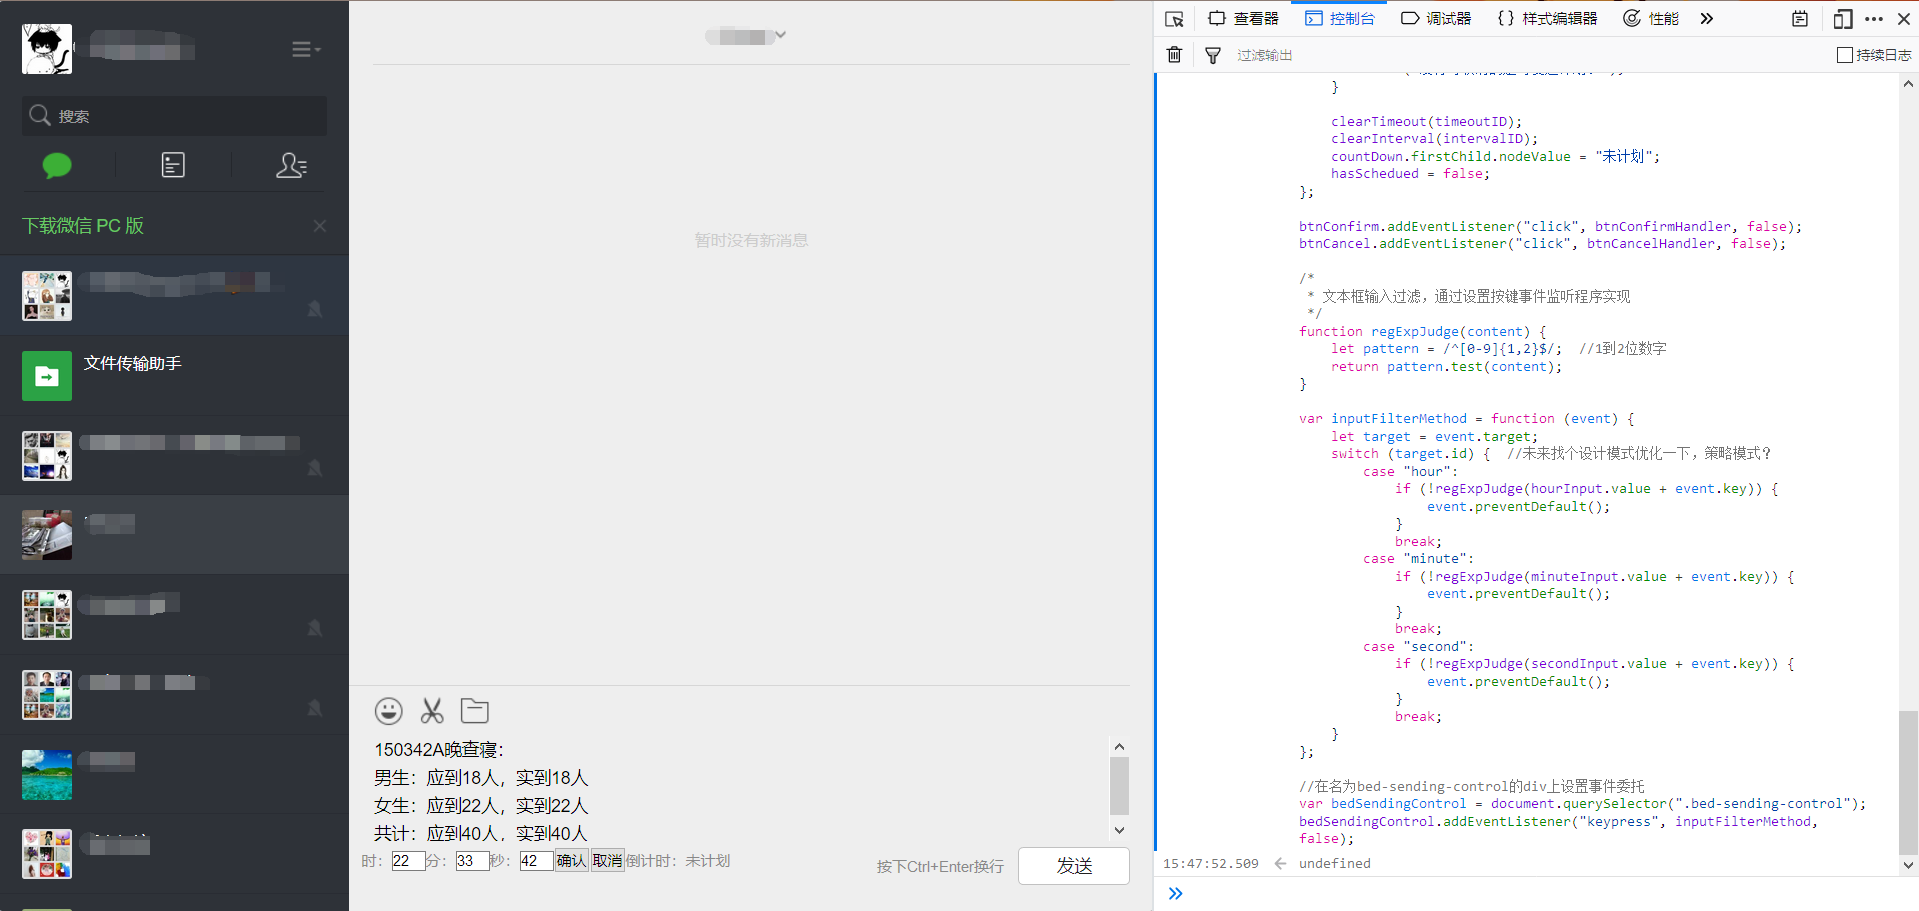 搜索
下载微信 PC 版
文件传输助手
暂时没有新消息
150342A晚查寝：
男生：应到18人，实到18人
女生：应到22人，实到22人
共计：应到40人，实到40人
时： 22 分： 33 秒： 42 确认 取消 倒计时：未计划
按下Ctrl+Enter换行
发送
查看器 控制台 调试器 {} 样式编辑器 性能
过滤输出
持续日志
}
clearTimeout(timeoutID);
clearInterval(intervalID);
countDown.firstChild.nodeValue = "未计划";
hasSchedued = false;
};
btnConfirm.addEventListener("click", btnConfirmHandler, false);
btnCancel.addEventListener("click", btnCancelHandler, false);
/*
* 文本框输入过滤，通过设置按键事件监听程序实现
*/
function regExpJudge(content) {
let pattern = /^[0-9]{1,2}$/; //1到2位数字
return pattern.test(content);
}
var inputFilterMethod = function (event) {
let target = event.target;
switch (target.id) { //未来找个设计模式优化一下，策略模式？
case "hour":
if (!regExpJudge(hourInput.value + event.key)) {
event.preventDefault();
}
break;
case "minute":
if (!regExpJudge(minuteInput.value + event.key)) {
event.preventDefault();
}
break;
case "second":
if (!regExpJudge(secondInput.value + event.key)) {
event.preventDefault();
}
break;
}
};
//在名为bed-sending-control的div上设置事件委托
var bedSendingControl = document.querySelector(".bed-sending-control");
bedSendingControl.addEventListener("keypress", inputFilterMethod,
false);
15:47:52.509 undefined